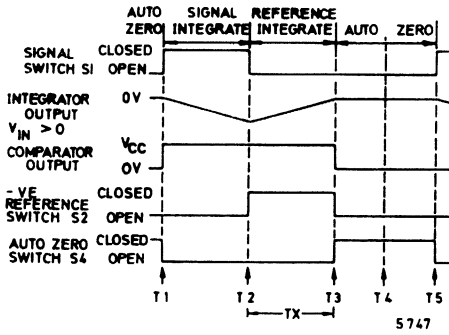 AUTO ZERO
SIGNAL INTEGRATE
REFERENCE INTEGRATE
AUTO ZERO
SIGNAL SWITCH S1
CLOSED
OPEN
INTEGRATOR OUTPUT
V_IN > 0
0V
COMPARATOR OUTPUT
V_CC
0V
-VE REFERENCE SWITCH S2
CLOSED
OPEN
AUTO ZERO SWITCH S4
CLOSED
OPEN
T1 T2 T3 T4 T5
TX
5747